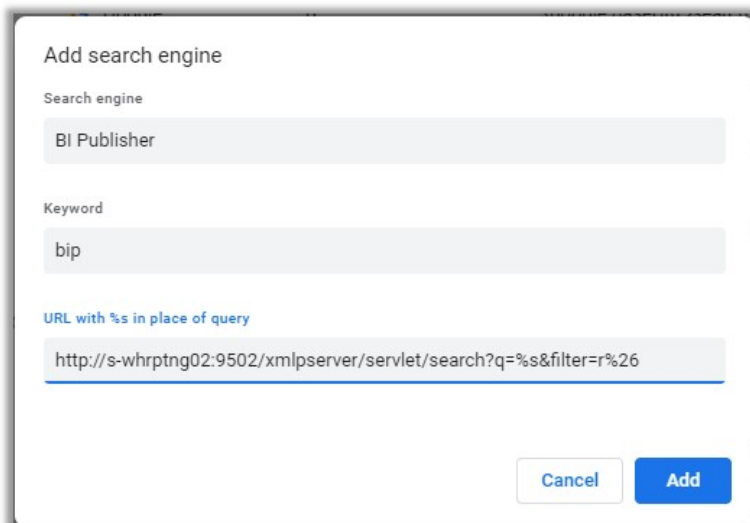 Add search engine
Search engine
BI Publisher
Keyword
bip
URL with %s in place of query
http://s-whrptng02:9502/xmlpserver/servlet/search?q=%s&filter=r%26
Cancel Add